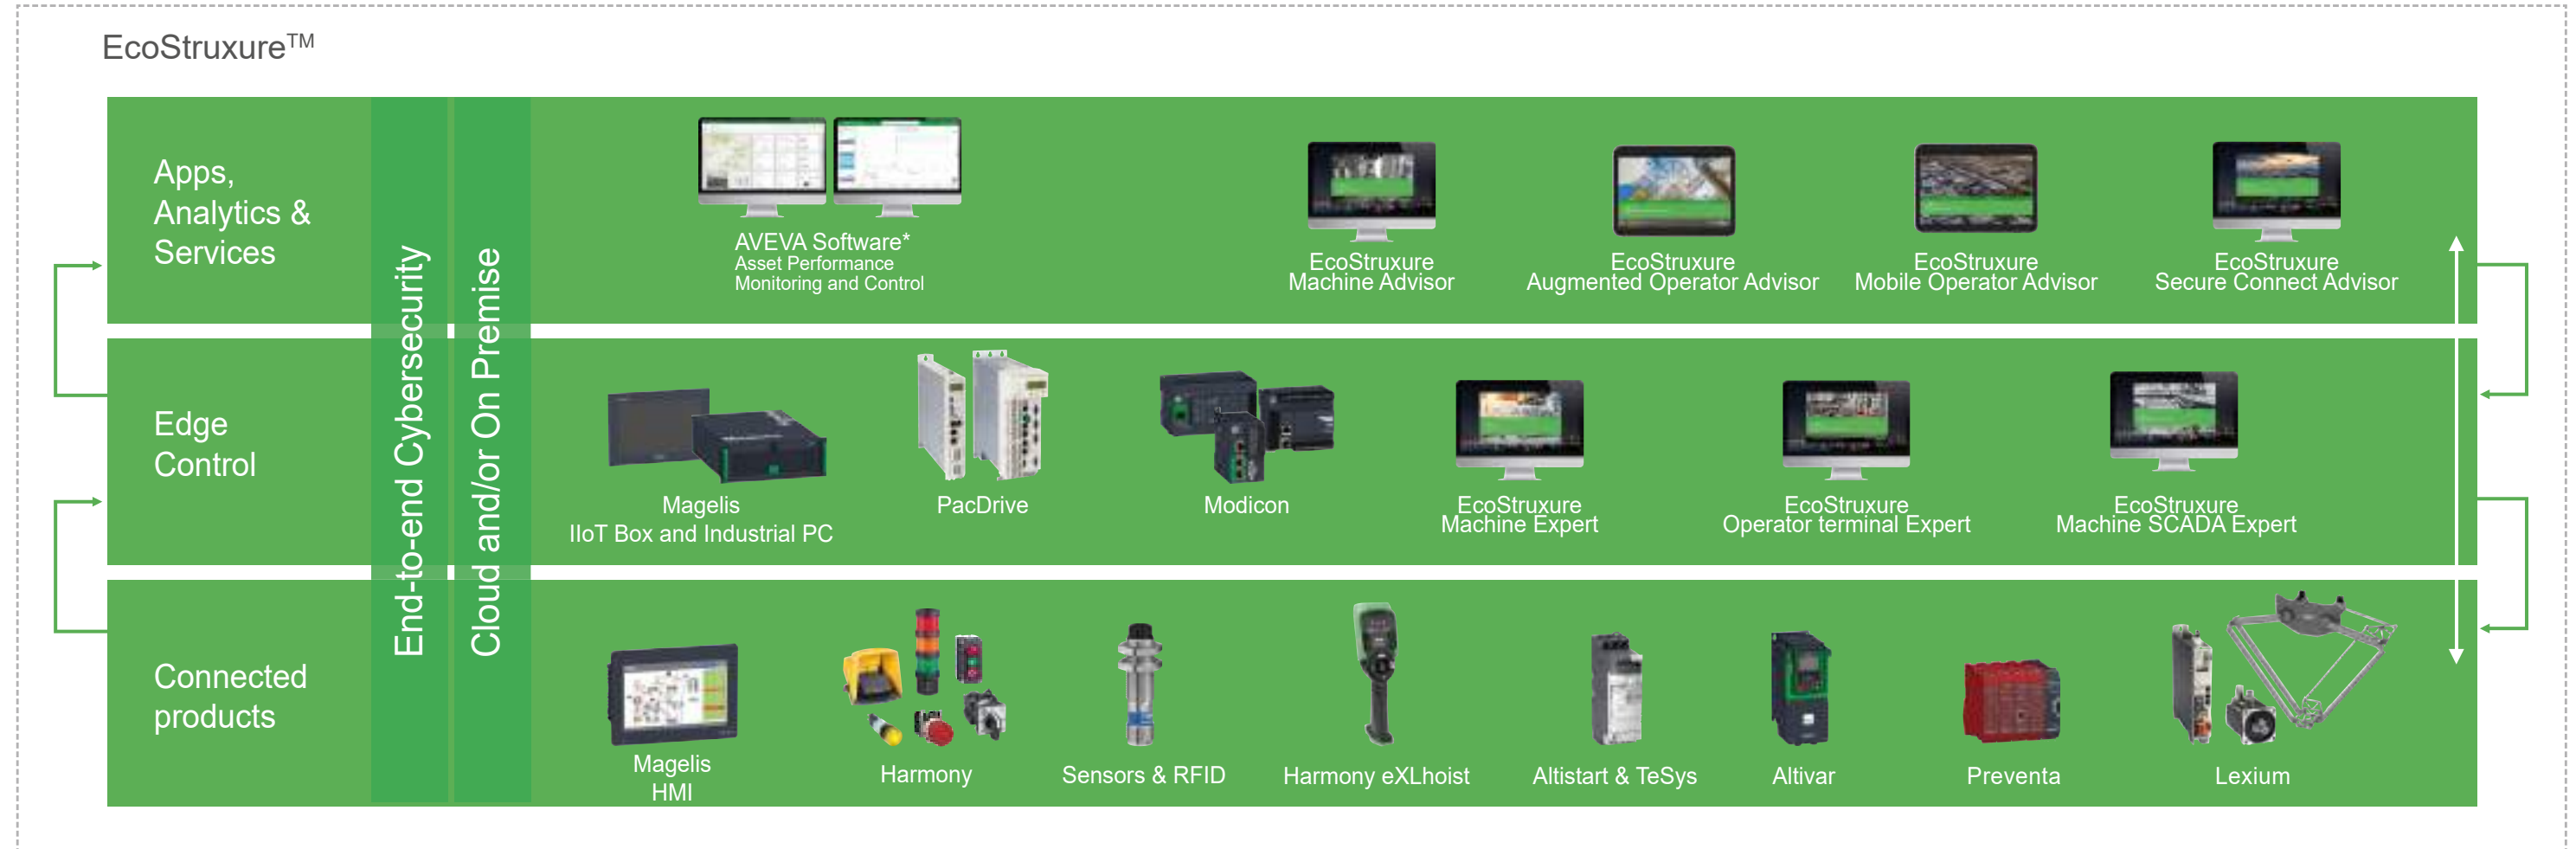 EcoStruxure™
Apps,
Analytics &
Services
End-to-end Cybersecurity
Cloud and/or On Premise
AVEVA Software*
Asset Performance
Monitoring and Control
EcoStruxure
Machine Advisor
EcoStruxure
Augmented Operator Advisor
EcoStruxure
Mobile Operator Advisor
EcoStruxure
Secure Connect Advisor
Edge
Control
Magelis
IIoT Box and Industrial PC
PacDrive
Modicon
EcoStruxure
Machine Expert
EcoStruxure
Operator terminal Expert
EcoStruxure
Machine SCADA Expert
Connected
products
Magelis
HMI
Harmony
Sensors & RFID
Harmony eXLhoist
Altistart & TeSys
Altivar
Preventa
Lexium